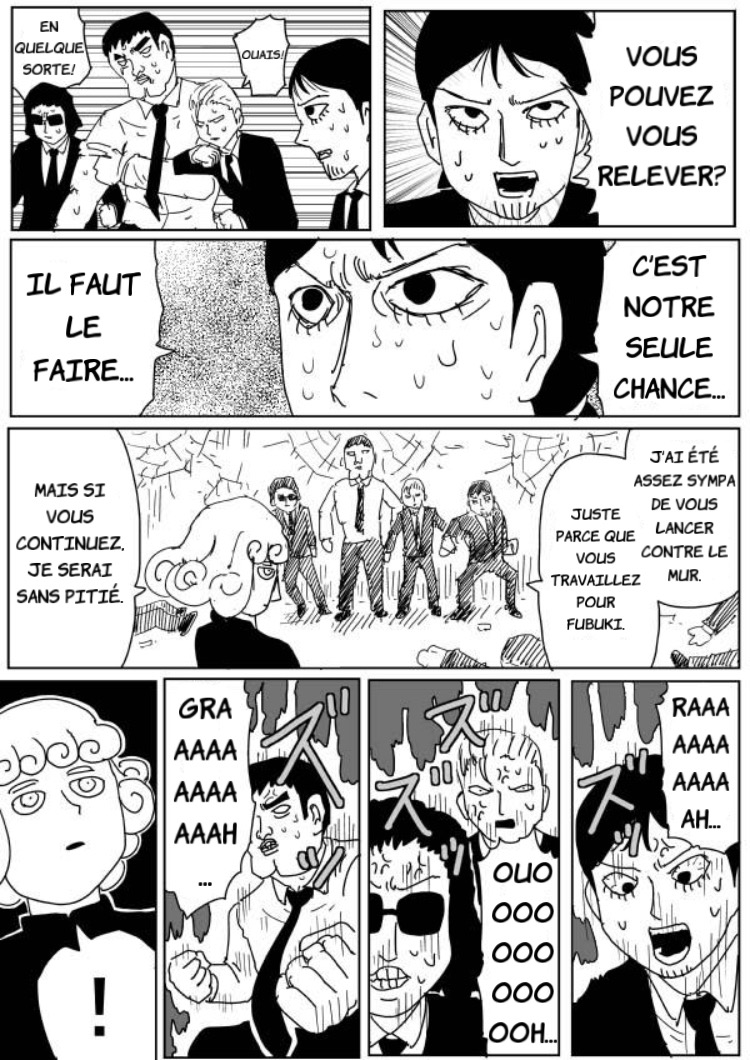 VOUS
POUVEZ
VOUS
RELEVER?
OUAIS!
EN
QUELQUE
SORTE!
C'EST
NOTRE
SEULE
CHANCE...
IL FAUT
LE
FAIRE...
J'AI ÉTÉ
ASSEZ SYMPA
DE VOUS
LANCER
CONTRE LE
MUR.
JUSTE
PARCE QUE
VOUS
TRAVAILLEZ
POUR
FUBUKI.
MAIS SI
VOUS
CONTINUEZ,
JE SERAI
SANS PITIÉ.
RAAA
AAAA
AAAA
AH...
ズッ
OUO
OOO
OOO
OOO
OOH...
ズズッ
GRA
AAAA
AAAA
AAAH
...
ズッ
!